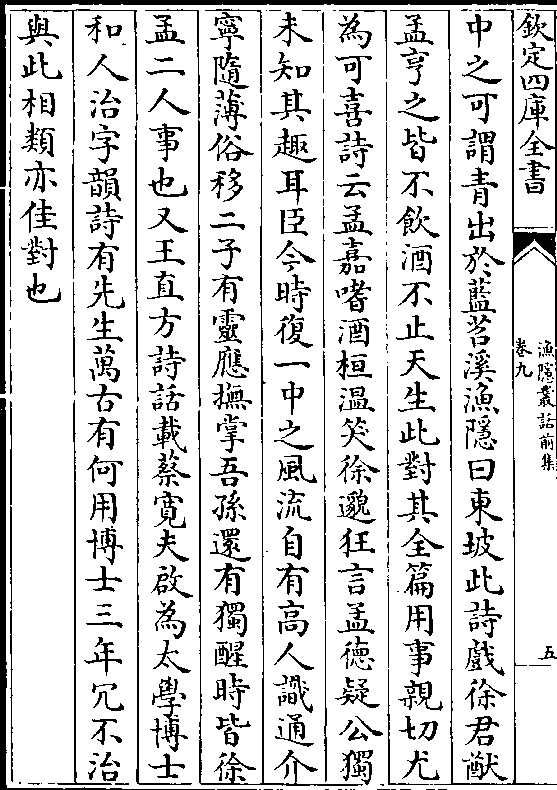 欽定四庫全書
漁隱叢話前集
卷九
五
中之可謂青出於藍苕溪漁隱曰東坡此詩戲徐君猷
孟亨之皆不飲酒不止天生此對其全篇用事親切尤
為可喜詩云孟嘉嗜酒桓溫笑徐邈狂言孟德疑公獨
未知其趣耳臣今時復一中之風流自有高人識通介
寧隨薄俗移二子有靈應撫掌吾孫還有獨醒時皆徐
孟二人事也又王直方詩話載蔡寬夫啟為太學博士
和人治字韻詩有先生萬古有何用博士三年冗不治
與此相類亦佳對也